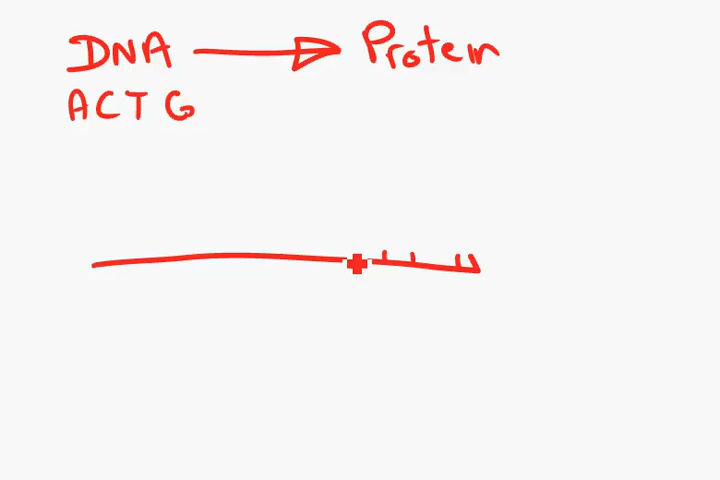 DNA → Protein
ACTG